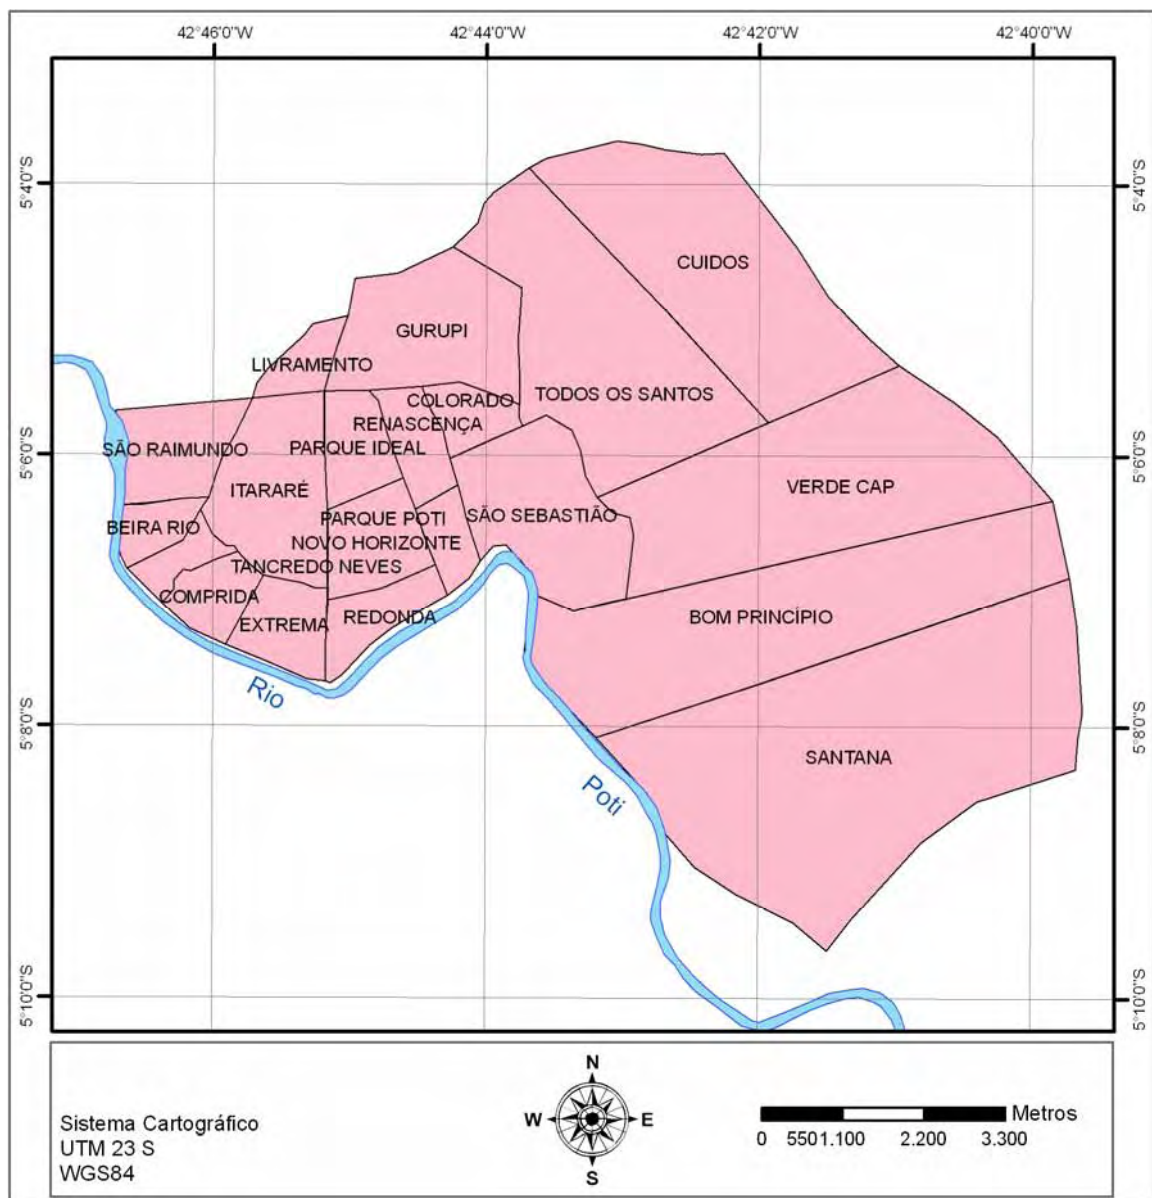 42°46'0"W 42°44'0"W 42°42'0"W 42°40'0"W
5°4'0"S 5°4'0"S
CUIDOS
GURUPI
LIVRAMENTO
TODOS OS SANTOS
COLORADO
RENASCENÇA
SÃO RAIMUNDO
PARQUE IDEAL
5°6'0"S 5°6'0"S
ITARARÉ
VERDE CAP
BEIRA RIO
PARQUE POTI
SÃO SEBASTIÃO
NOVO HORIZONTE
TANCREDO NEVES
COMPRIDA
EXTREMA
REDONDA
BOM PRINCÍPIO
Rio
5°8'0"S 5°8'0"S
SANTANA
Poti
5°10'0"S 5°10'0"S
Sistema Cartográfico
UTM 23 S
WGS84
N
W E
S
Metros
0 550 1.100 2.200 3.300